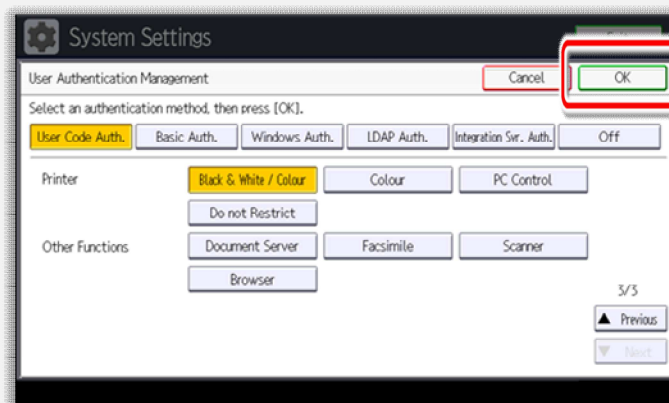 System Settings
User Authentication Management
Cancel
OK
Select an authentication method, then press [OK].
User Code Auth.
Basic Auth.
Windows Auth.
LDAP Auth.
Integration Svr. Auth.
Off
Printer
Black & White / Colour
Colour
PC Control
Do not Restrict
Other Functions
Document Server
Facsimile
Scanner
Browser
3/3
▲ Previous
▼ Next